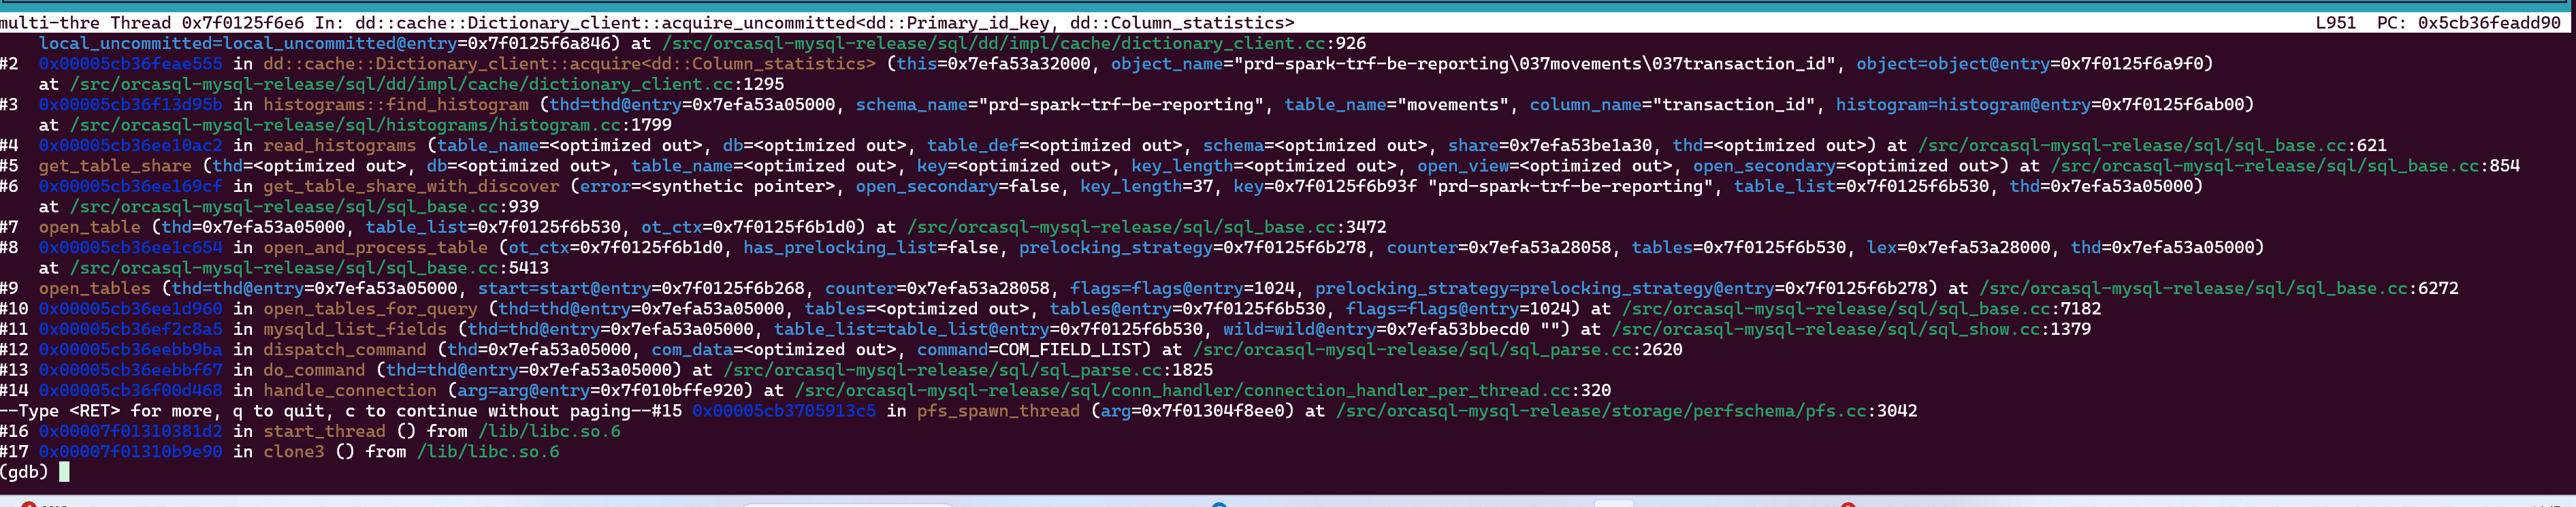 multi-thre Thread 0x7f0125f6e6 In: dd::cache::Dictionary_client::acquire_uncommitted<dd::Primary_id_key, dd::Column_statistics> L951 PC: 0x5cb36feadd90
local_uncommitted=local_uncommitted@entry=0x7f0125f6a846) at /src/orcasql-mysql-release/sql/dd/impl/cache/dictionary_client.cc:926
#2 0x00005cb36feae555 in dd::cache::Dictionary_client::acquire<dd::Column_statistics> (this=0x7efa53a32000, object_name="prd-spark-trf-be-reporting\037movements\037transaction_id", object=object@entry=0x7f0125f6a9f0)
at /src/orcasql-mysql-release/sql/dd/impl/cache/dictionary_client.cc:1295
#3 0x00005cb36f13d95b in histograms::find_histogram (thd=thd@entry=0x7efa53a05000, schema_name="prd-spark-trf-be-reporting", table_name="movements", column_name="transaction_id", histogram=histogram@entry=0x7f0125f6ab00)
at /src/orcasql-mysql-release/sql/histograms/histogram.cc:1799
#4 0x00005cb36ee10ac2 in read_histograms (table_name=<optimized out>, db=<optimized out>, table_def=<optimized out>, schema=<optimized out>, share=0x7efa53be1a30, thd=<optimized out>) at /src/orcasql-mysql-release/sql/sql_base.cc:621
#5 get_table_share (thd=<optimized out>, db=<optimized out>, table_name=<optimized out>, key=<optimized out>, key_length=<optimized out>, open_view=<optimized out>, open_secondary=<optimized out>) at /src/orcasql-mysql-release/sql/sql_base.cc:854
#6 0x00005cb36ee169cf in get_table_share_with_discover (error=<synthetic pointer>, open_secondary=false, key_length=37, key=0x7f0125f6b93f "prd-spark-trf-be-reporting", table_list=0x7f0125f6b530, thd=0x7efa53a05000)
at /src/orcasql-mysql-release/sql/sql_base.cc:939
#7 open_table (thd=0x7efa53a05000, table_list=0x7f0125f6b530, ot_ctx=0x7f0125f6b1d0) at /src/orcasql-mysql-release/sql/sql_base.cc:3472
#8 0x00005cb36ee1c654 in open_and_process_table (ot_ctx=0x7f0125f6b1d0, has_prelocking_list=false, prelocking_strategy=0x7f0125f6b278, counter=0x7efa53a28058, tables=0x7f0125f6b530, lex=0x7efa53a28000, thd=0x7efa53a05000)
at /src/orcasql-mysql-release/sql/sql_base.cc:5413
#9 open_tables (thd=thd@entry=0x7efa53a05000, start=start@entry=0x7f0125f6b268, counter=0x7efa53a28058, flags=flags@entry=1024, prelocking_strategy=prelocking_strategy@entry=0x7f0125f6b278) at /src/orcasql-mysql-release/sql/sql_base.cc:6272
#10 0x00005cb36ee1d960 in open_tables_for_query (thd=thd@entry=0x7efa53a05000, tables=<optimized out>, tables@entry=0x7f0125f6b530, flags=flags@entry=1024) at /src/orcasql-mysql-release/sql/sql_base.cc:7182
#11 0x00005cb36ef2c8a5 in mysqld_list_fields (thd=thd@entry=0x7efa53a05000, table_list=table_list@entry=0x7f0125f6b530, wild=wild@entry=0x7efa53bbecd0 "") at /src/orcasql-mysql-release/sql/sql_show.cc:1379
#12 0x00005cb36eebb9ba in dispatch_command (thd=0x7efa53a05000, com_data=<optimized out>, command=COM_FIELD_LIST) at /src/orcasql-mysql-release/sql/sql_parse.cc:2620
#13 0x00005cb36eebbf67 in do_command (thd=thd@entry=0x7efa53a05000) at /src/orcasql-mysql-release/sql/sql_parse.cc:1825
#14 0x00005cb36f00d468 in handle_connection (arg=arg@entry=0x7f010bffe920) at /src/orcasql-mysql-release/sql/conn_handler/connection_handler_per_thread.cc:320
--Type <RET> for more, q to quit, c to continue without paging--#15 0x00005cb3705913c5 in pfs_spawn_thread (arg=0x7f01304f8ee0) at /src/orcasql-mysql-release/storage/perfschema/pfs.cc:3042
#16 0x00007f01310381d2 in start_thread () from /lib/libc.so.6
#17 0x00007f01310b9e90 in clone3 () from /lib/libc.so.6
(gdb)